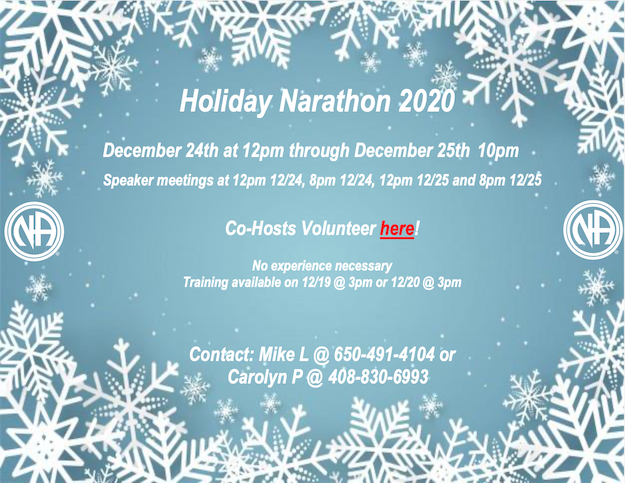 Holiday Narathon 2020
December 24th at 12pm through December 25th 10pm
Speaker meetings at 12pm 12/24, 8pm 12/24, 12pm 12/25 and 8pm 12/25
NA
NA
Co-Hosts Volunteer here!
No experience necessary
Training available on 12/19 @ 3pm or 12/20 @ 3pm
Contact: Mike L @ 650-491-4104 or
Carolyn P @ 408-830-6993